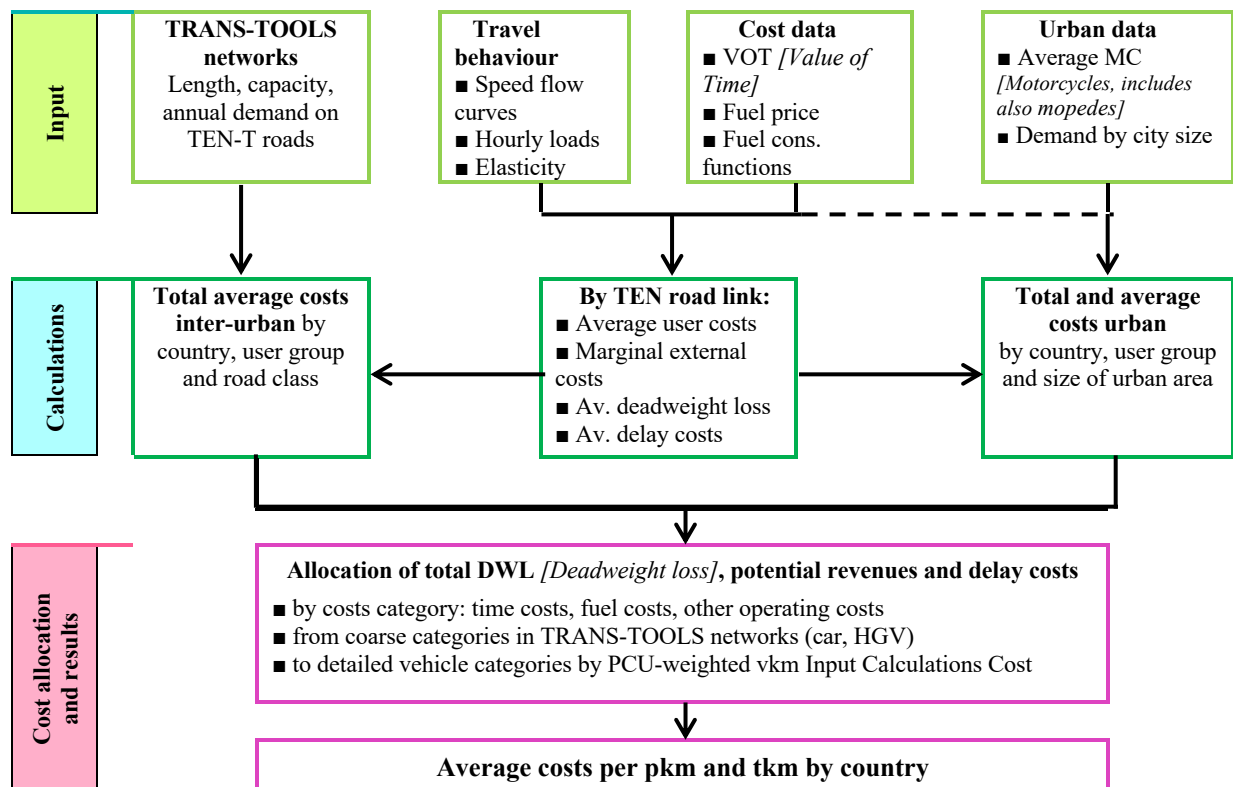 Input
TRANS-TOOLS
networks
Length, capacity,
annual demand on
TEN-T roads
Travel
behaviour
■ Speed flow
curves
■ Hourly loads
■ Elasticity
Cost data
■ VOT [Value of
Time]
■ Fuel price
■ Fuel cons.
functions
Urban data
■ Average MC
[Motorcycles, includes
also mopedes]
■ Demand by city size
Calculations
Total average costs
inter-urban by
country, user group
and road class
By TEN road link:
■ Average user costs
■ Marginal external
costs
■ Av. deadweight loss
■ Av. delay costs
Total and average
costs urban
by country, user group
and size of urban area
Cost allocation
and results
Allocation of total DWL [Deadweight loss], potential revenues and delay costs
■ by costs category: time costs, fuel costs, other operating costs
■ from coarse categories in TRANS-TOOLS networks (car, HGV)
■ to detailed vehicle categories by PCU-weighted vkm Input Calculations Cost
Average costs per pkm and tkm by country